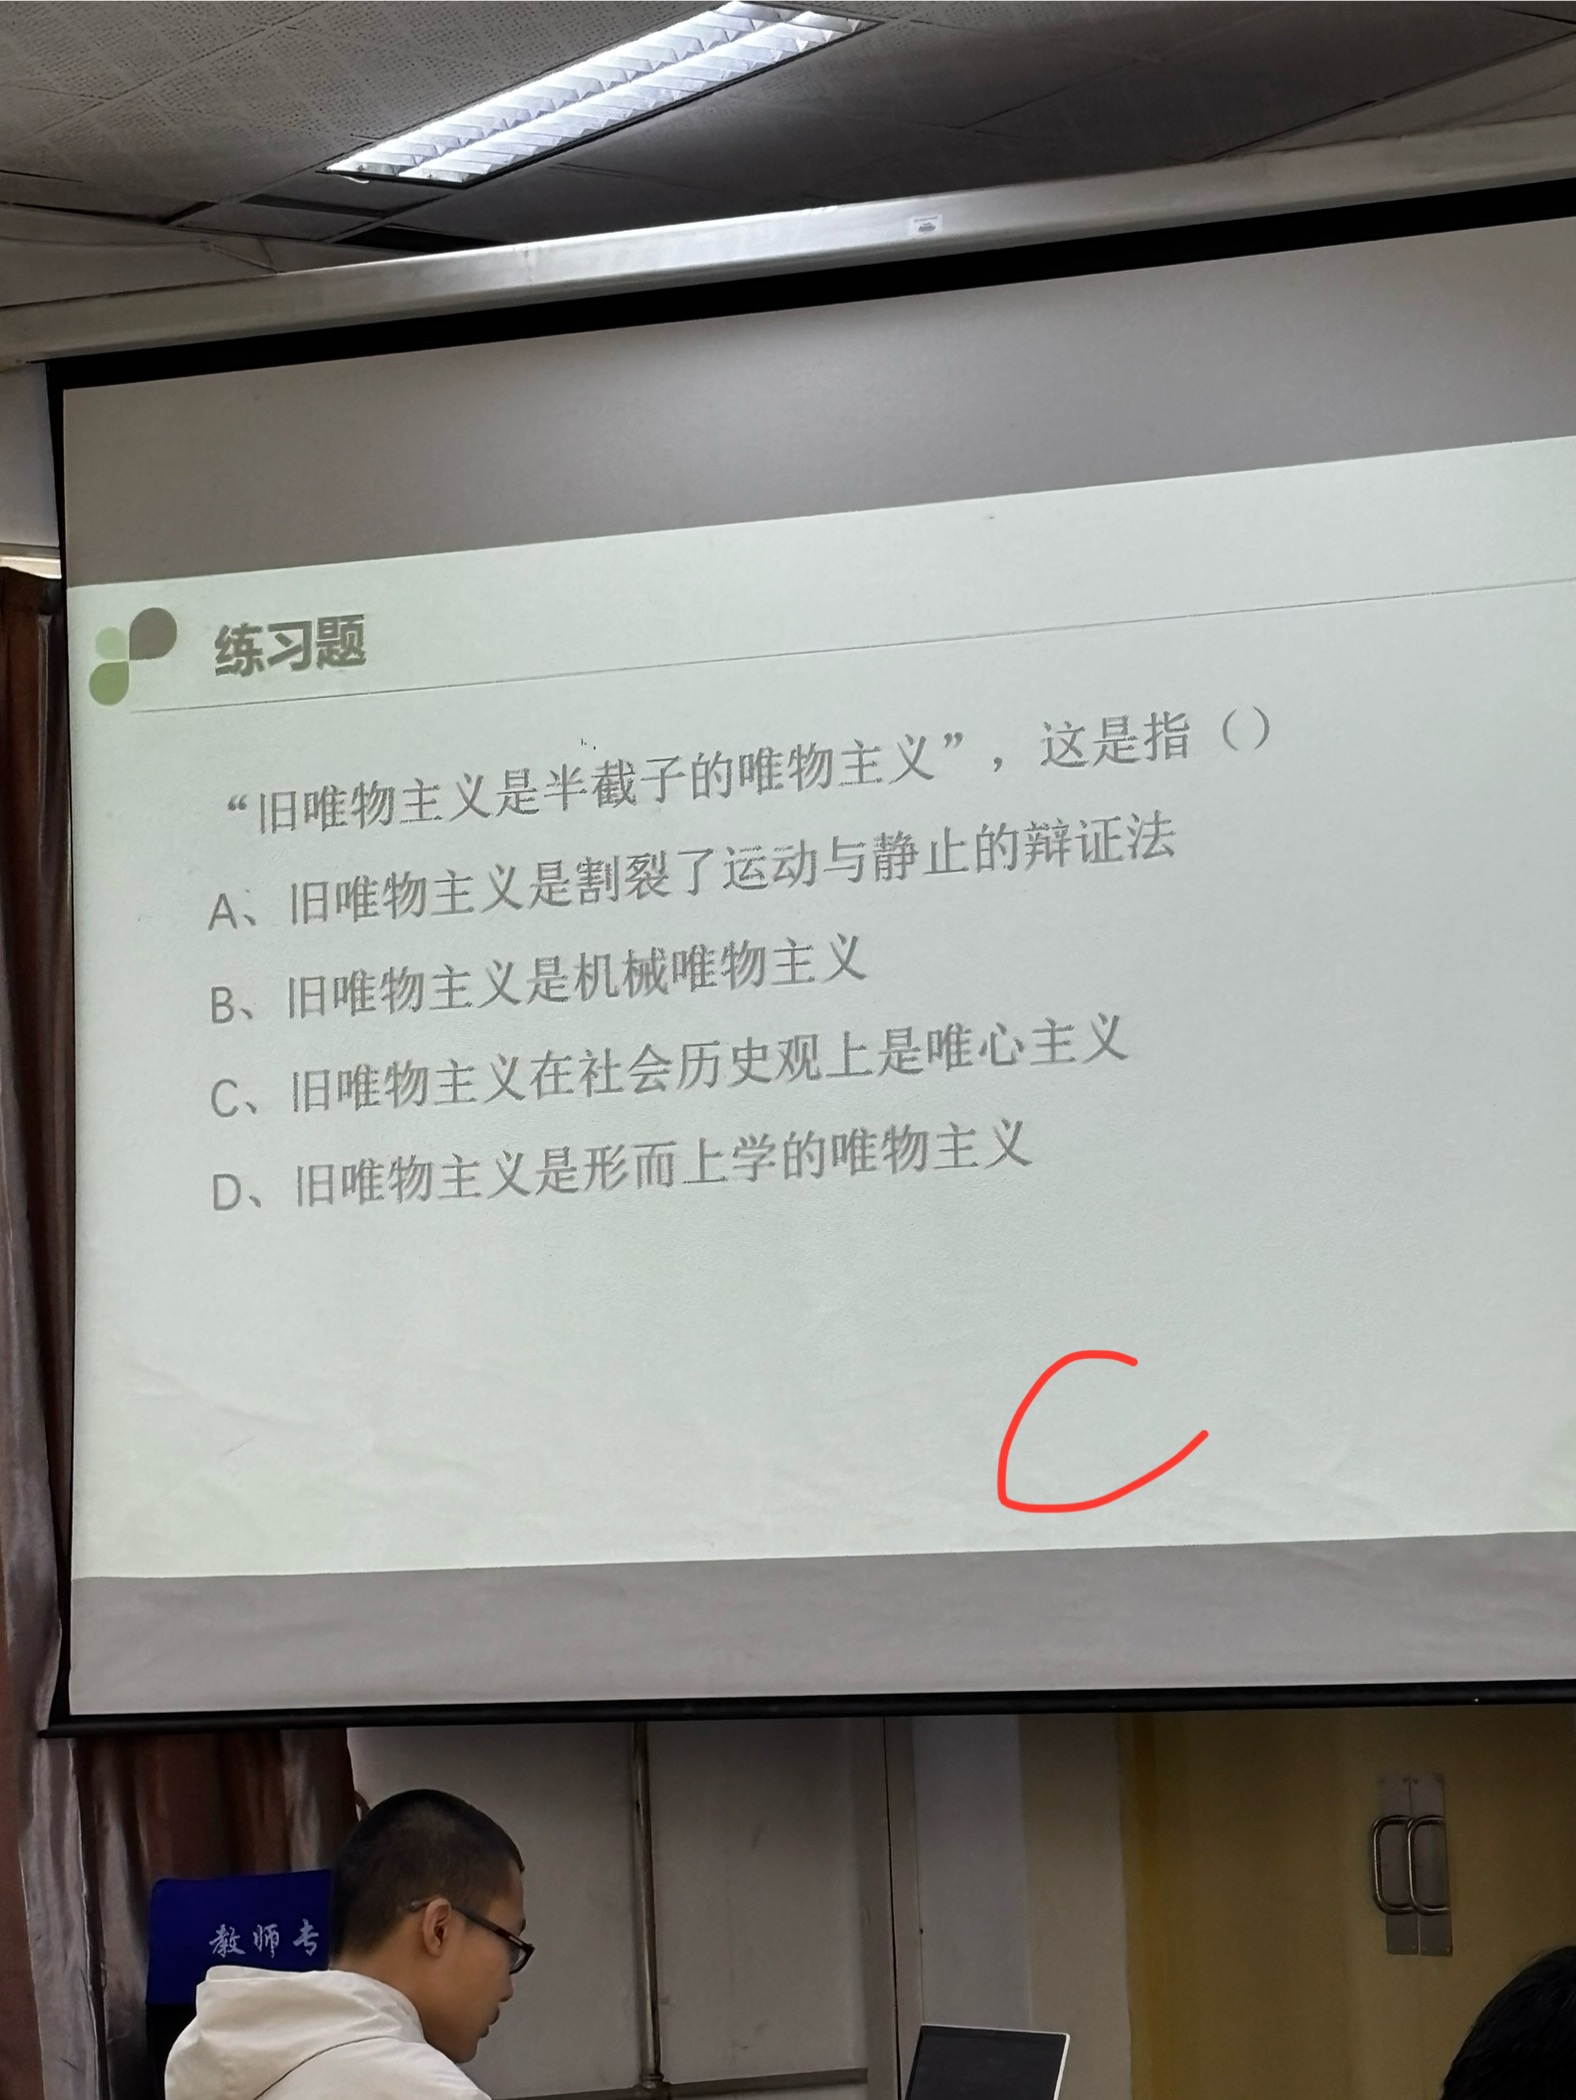 练习题
“旧唯物主义是半截子的唯物主义”，这是指（）
A、旧唯物主义是割裂了运动与静止的辩证法
B、旧唯物主义是机械唯物主义
C、旧唯物主义在社会历史观上是唯心主义
D、旧唯物主义是形而上学的唯物主义
C
教师专